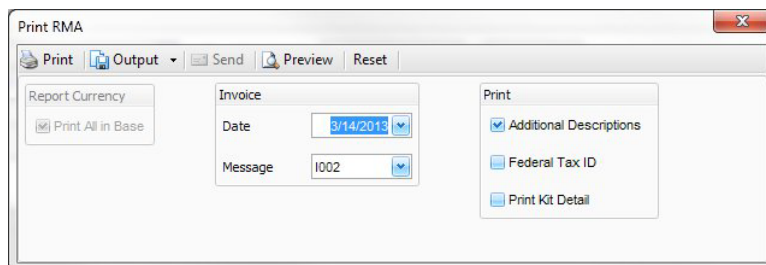 Print RMA
Print Output Send Preview Reset
Report Currency
Print All in Base
Invoice
Date 3/14/2013
Message I002
Print
Additional Descriptions
Federal Tax ID
Print Kit Detail